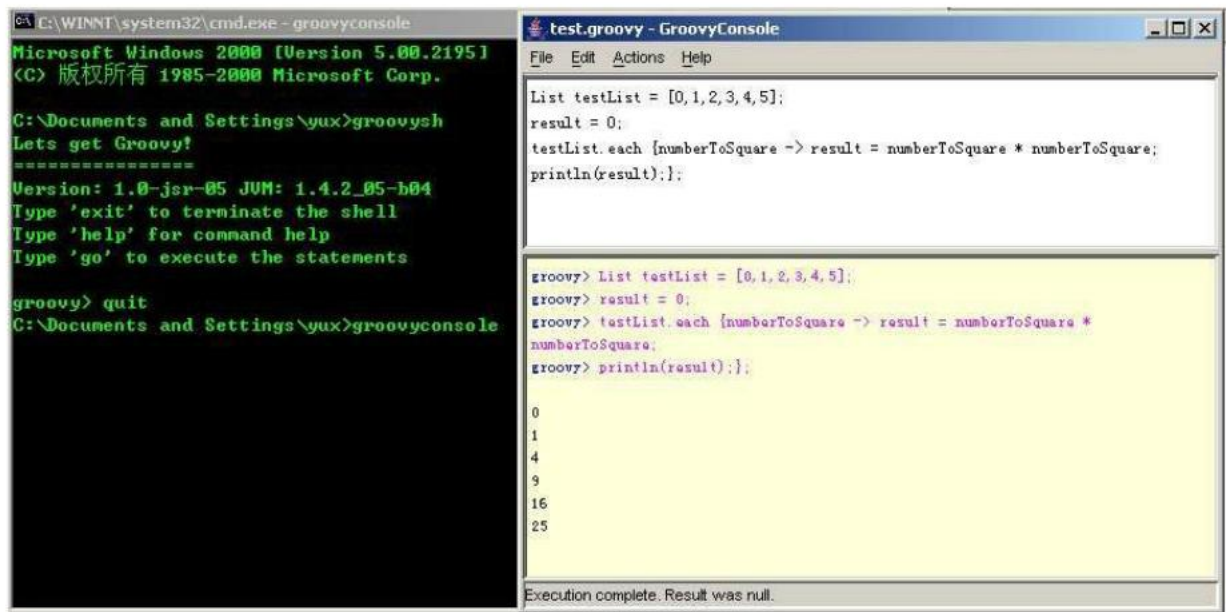 C:\WINNT\system32\cmd.exe - groovyconsole
Microsoft Windows 2000 [Version 5.00.2195]
(C) 版权所有 1985-2000 Microsoft Corp.
C:\Documents and Settings\yux>groovysh
Lets get Groovy!
================
Version: 1.0-jsr-05 JVM: 1.4.2_05-b04
Type 'exit' to terminate the shell
Type 'help' for command help
Type 'go' to execute the statements
groovy> quit
C:\Documents and Settings\yux>groovyconsole
test.groovy - GroovyConsole
File Edit Actions Help
List testList = [0,1,2,3,4,5];
result = 0;
testList.each {numberToSquare -> result = numberToSquare * numberToSquare;
println(result);};
groovy> List testList = [0,1,2,3,4,5];
groovy> result = 0;
groovy> testList.each {numberToSquare -> result = numberToSquare *
numberToSquare;
groovy> println(result);};
0
1
4
9
16
25
Execution complete. Result was null.